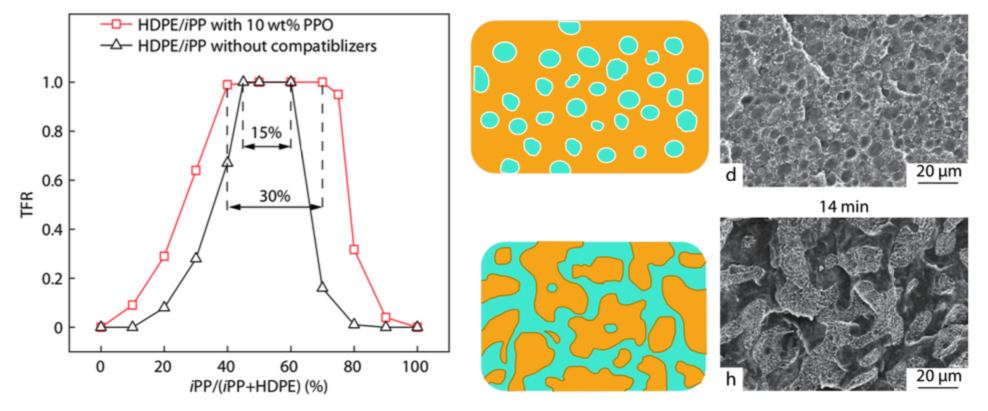 HDPE/iPP with 10 wt% PPO
HDPE/iPP without compatiblizers
TFR
1.0
0.8
0.6
0.4
0.2
0
15%
30%
0 20 40 60 80 100
iPP/(iPP+HDPE) (%)
d
20 μm
14 min
h
20 μm